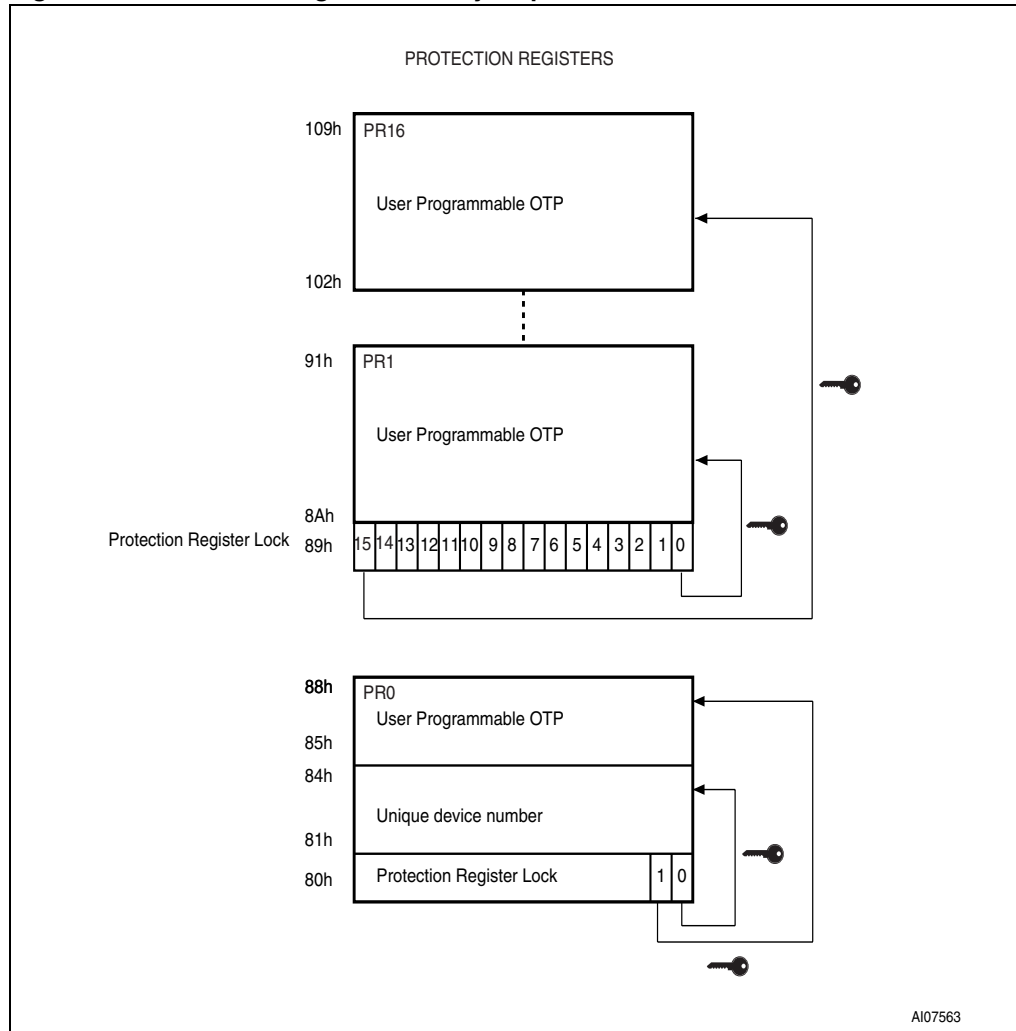 PROTECTION REGISTERS
109h
PR16
User Programmable OTP
102h
91h
PR1
User Programmable OTP
8Ah
Protection Register Lock 89h 15 14 13 12 11 10 9 8 7 6 5 4 3 2 1 0
88h
PR0
User Programmable OTP
85h
84h
Unique device number
81h
80h Protection Register Lock 1 0
AI07563